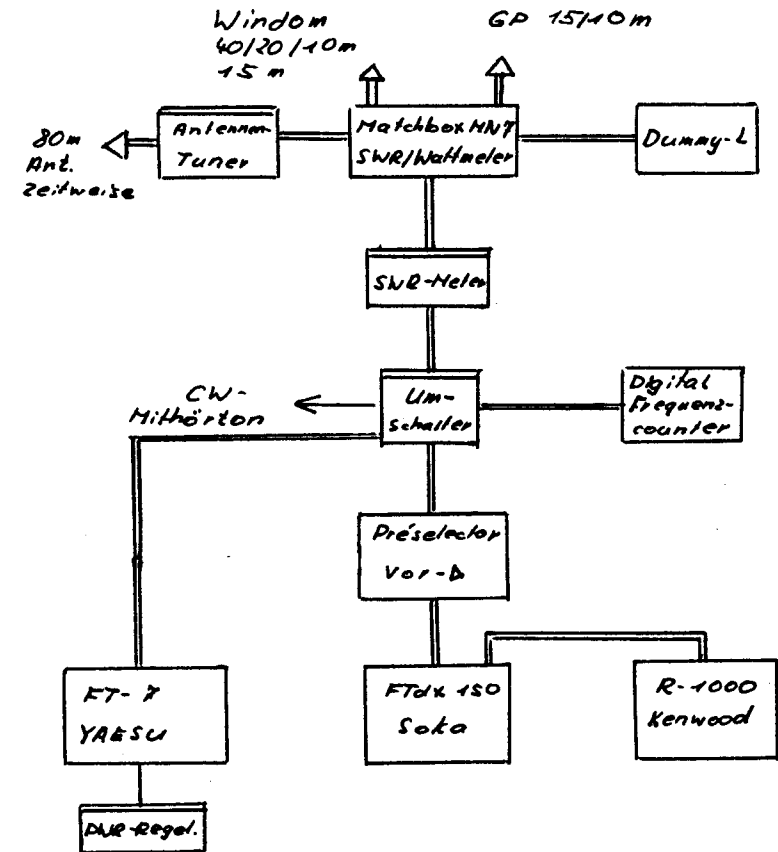 Windom
40/20/10m
15 m
GP 15/10m
80m
Ant.
zeitweise
Antennen-
Tuner
Matchbox MN7
SWR/Wattmeter
Dummy-L
SWR-Meter
CW-
Mithörton
Um-
schalter
Digital
Frequenz-
counter
Préselector
Vor-
FT-7
YAESU
FTdx 150
Soka
R-1000
Kenwood
PWR-Regel.